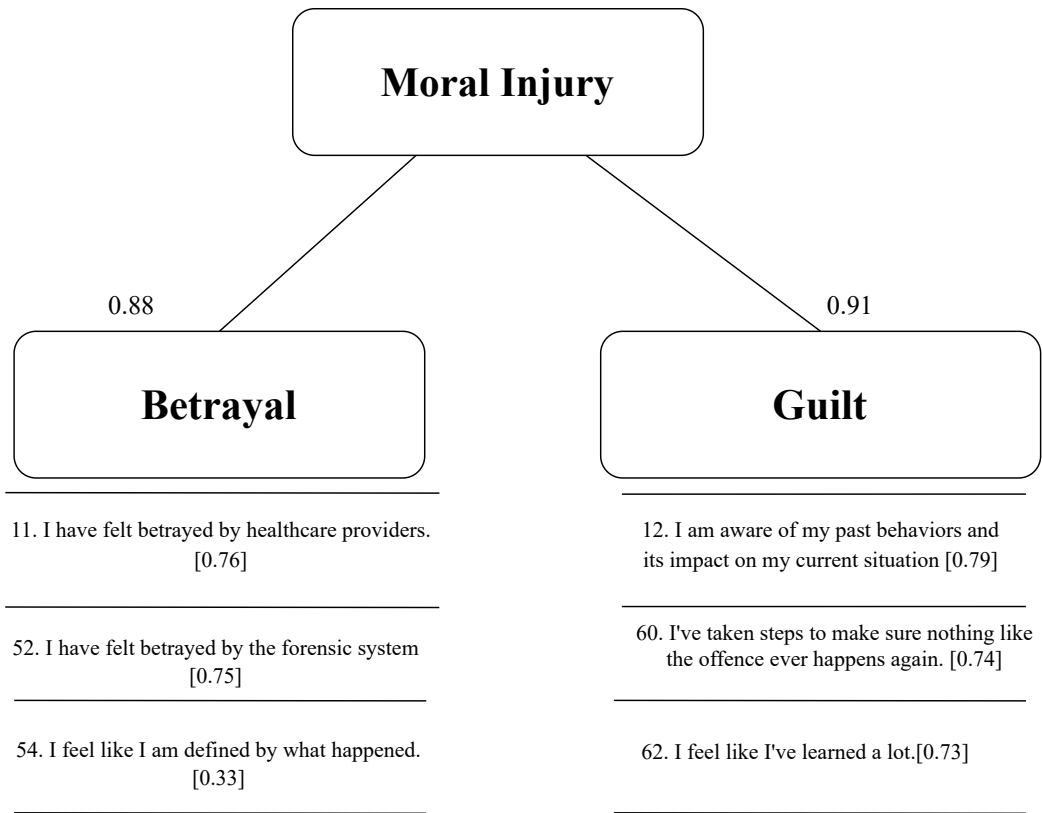 Moral Injury
0.88
0.91
Betrayal
Guilt
11. I have felt betrayed by healthcare providers.
[0.76]
12. I am aware of my past behaviors and
its impact on my current situation [0.79]
52. I have felt betrayed by the forensic system
[0.75]
60. I've taken steps to make sure nothing like
the offence ever happens again. [0.74]
54. I feel like I am defined by what happened.
[0.33]
62. I feel like I've learned a lot.[0.73]